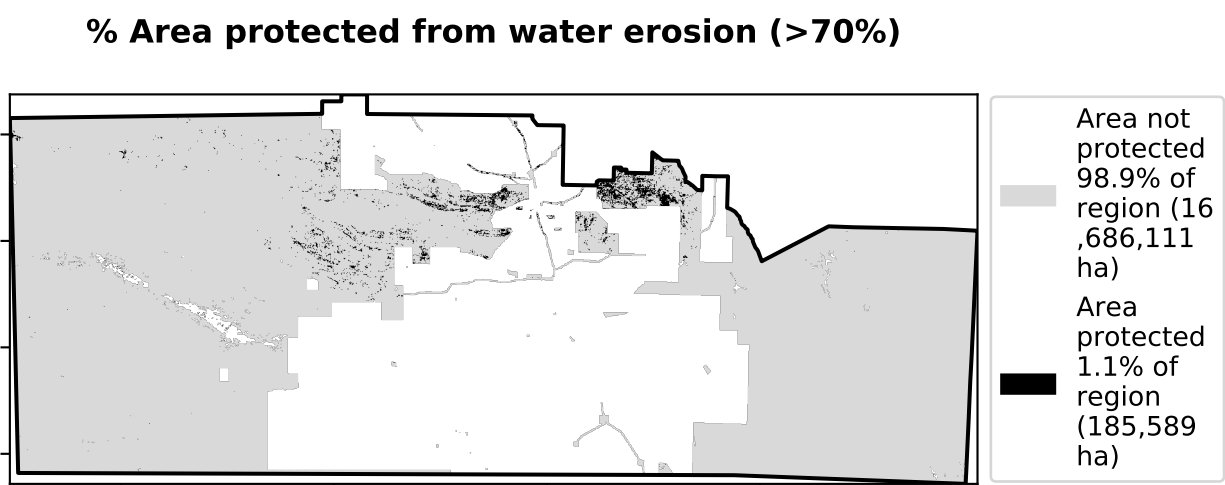 % Area protected from water erosion (>70%)
Area not
protected
98.9% of
region (16
,686,111
ha)
Area
protected
1.1% of
region
(185,589
ha)